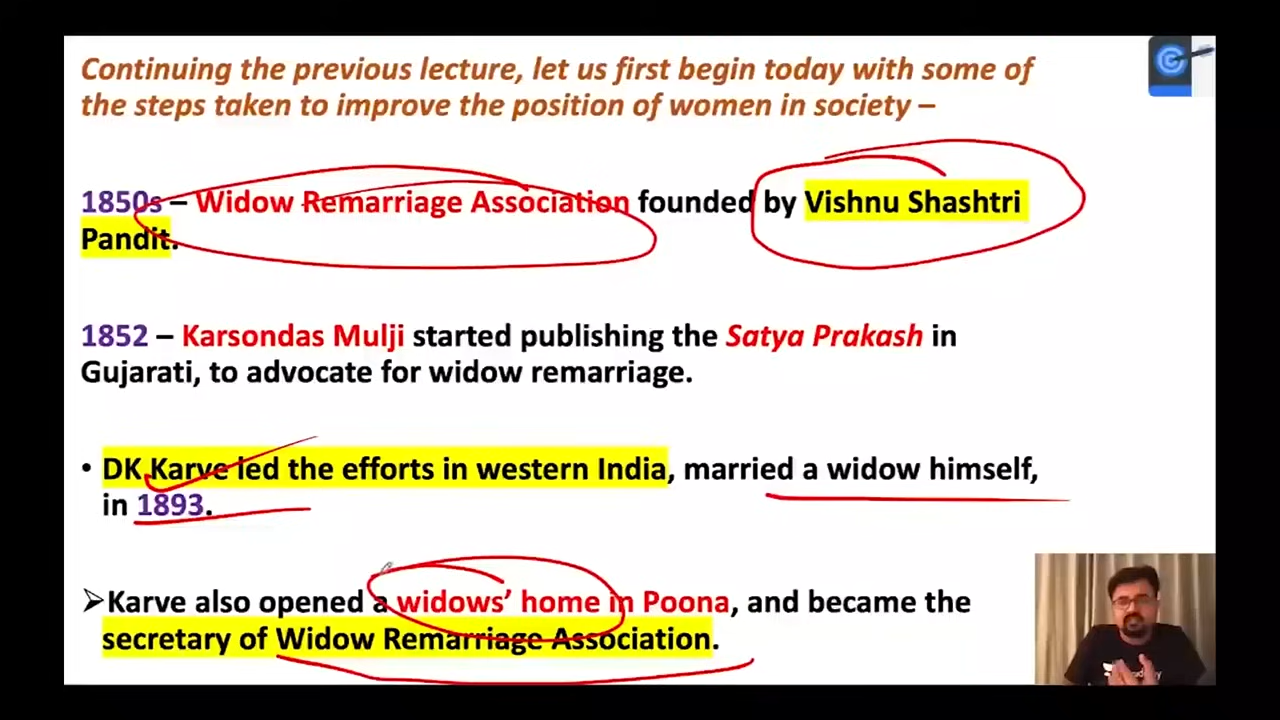 Continuing the previous lecture, let us first begin today with some of
the steps taken to improve the position of women in society –
1850s – Widow Remarriage Association founded by Vishnu Shashtri
Pandit.
1852 – Karsondas Mulji started publishing the Satya Prakash in
Gujarati, to advocate for widow remarriage.
• DK Karve led the efforts in western India, married a widow himself,
in 1893.
➢Karve also opened a widows’ home in Poona, and became the
secretary of Widow Remarriage Association.